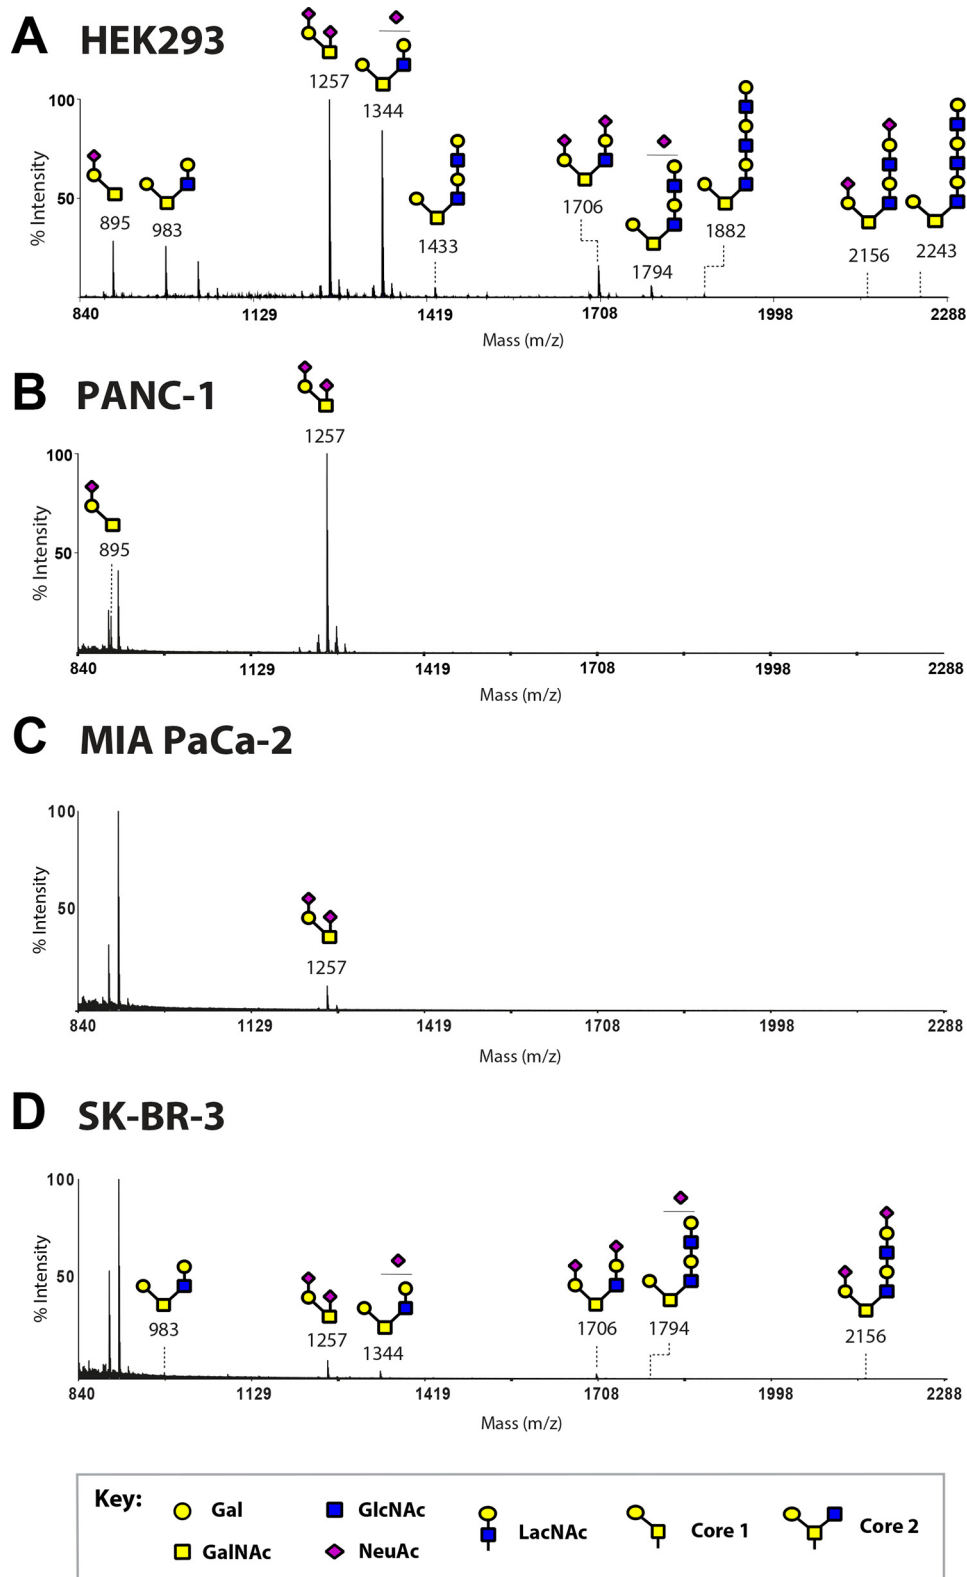 A HEK293
1257
1344
100
% Intensity
50
895
983
1433
1706
1794
1882
2156
2243
840 1129 1419 1708 1998 2288
Mass (m/z)
B PANC-1
1257
100
% Intensity
50
895
840 1129 1419 1708 1998 2288
Mass (m/z)
C MIA PaCa-2
100
% Intensity
50
1257
840 1129 1419 1708 1998 2288
Mass (m/z)
D SK-BR-3
100
% Intensity
50
983
1257
1344
1706
1794
2156
840 1129 1419 1708 1998 2288
Mass (m/z)
Key:
Gal GlcNAc LacNAc Core 1 Core 2
GalNAc NeuAc